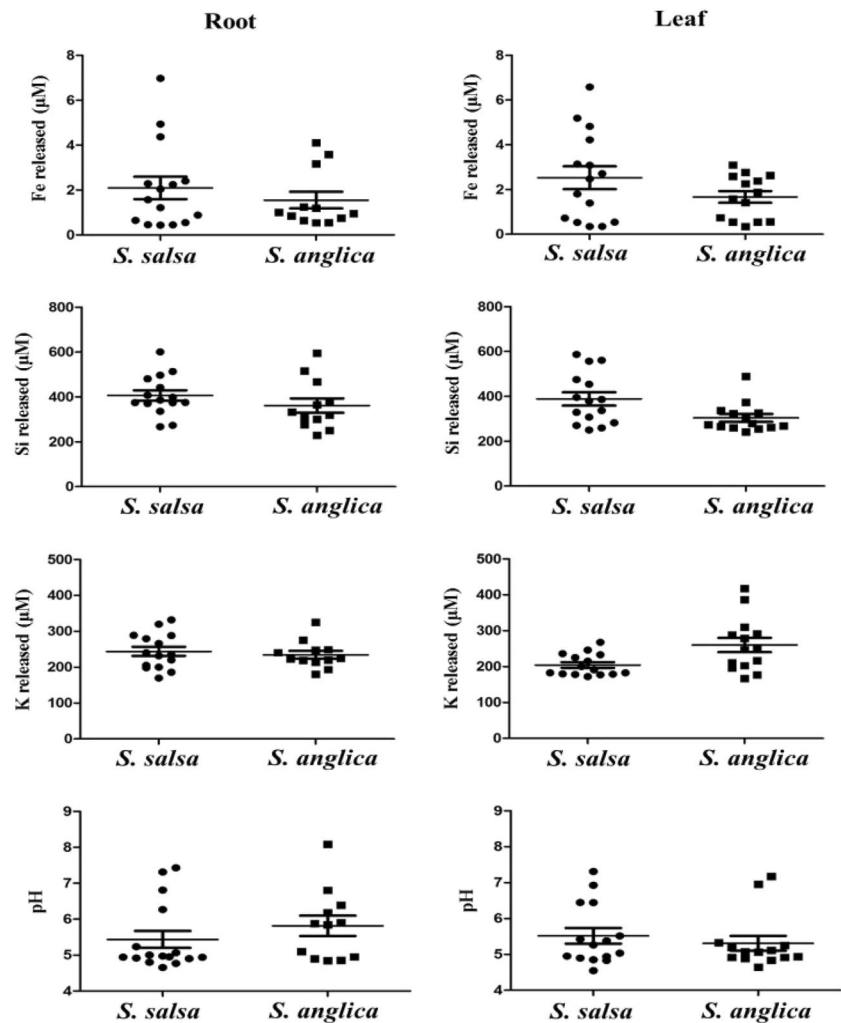 Root
Leaf
Fe released (µM)
8
6
4
2
0
S. salsa
S. anglica
Fe released (µM)
8
6
4
2
0
S. salsa
S. anglica
Si released (µM)
800
600
400
200
0
S. salsa
S. anglica
Si released (µM)
800
600
400
200
0
S. salsa
S. anglica
K released (µM)
500
400
300
200
100
0
S. salsa
S. anglica
K released (µM)
500
400
300
200
100
0
S. salsa
S. anglica
pH
9
8
7
6
5
4
S. salsa
S. anglica
pH
9
8
7
6
5
4
S. salsa
S. anglica